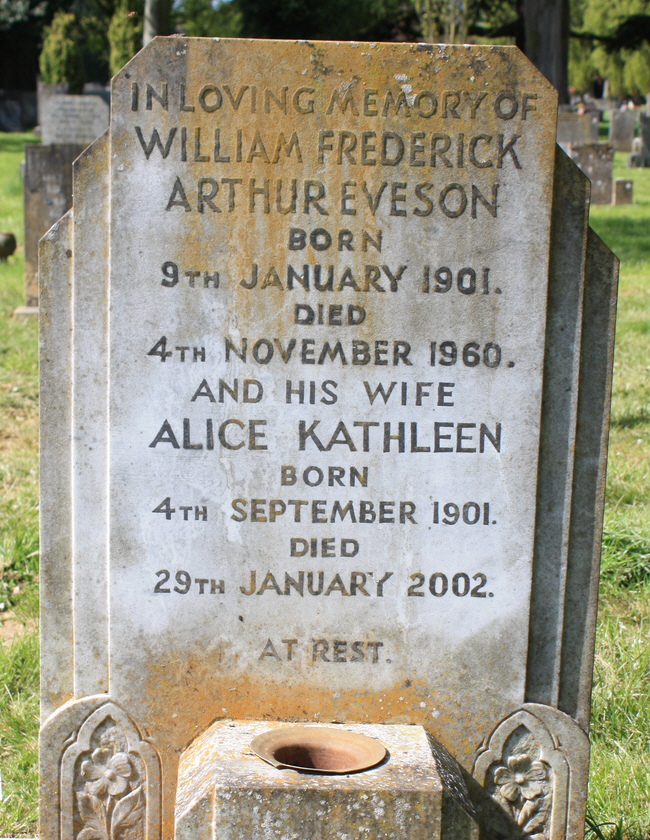 IN LOVING MEMORY OF
WILLIAM FREDERICK
ARTHUR EVESON
BORN
9TH JANUARY 1901.
DIED
4TH NOVEMBER 1960.
AND HIS WIFE
ALICE KATHLEEN
BORN
4TH SEPTEMBER 1901.
DIED
29TH JANUARY 2002.
AT REST.